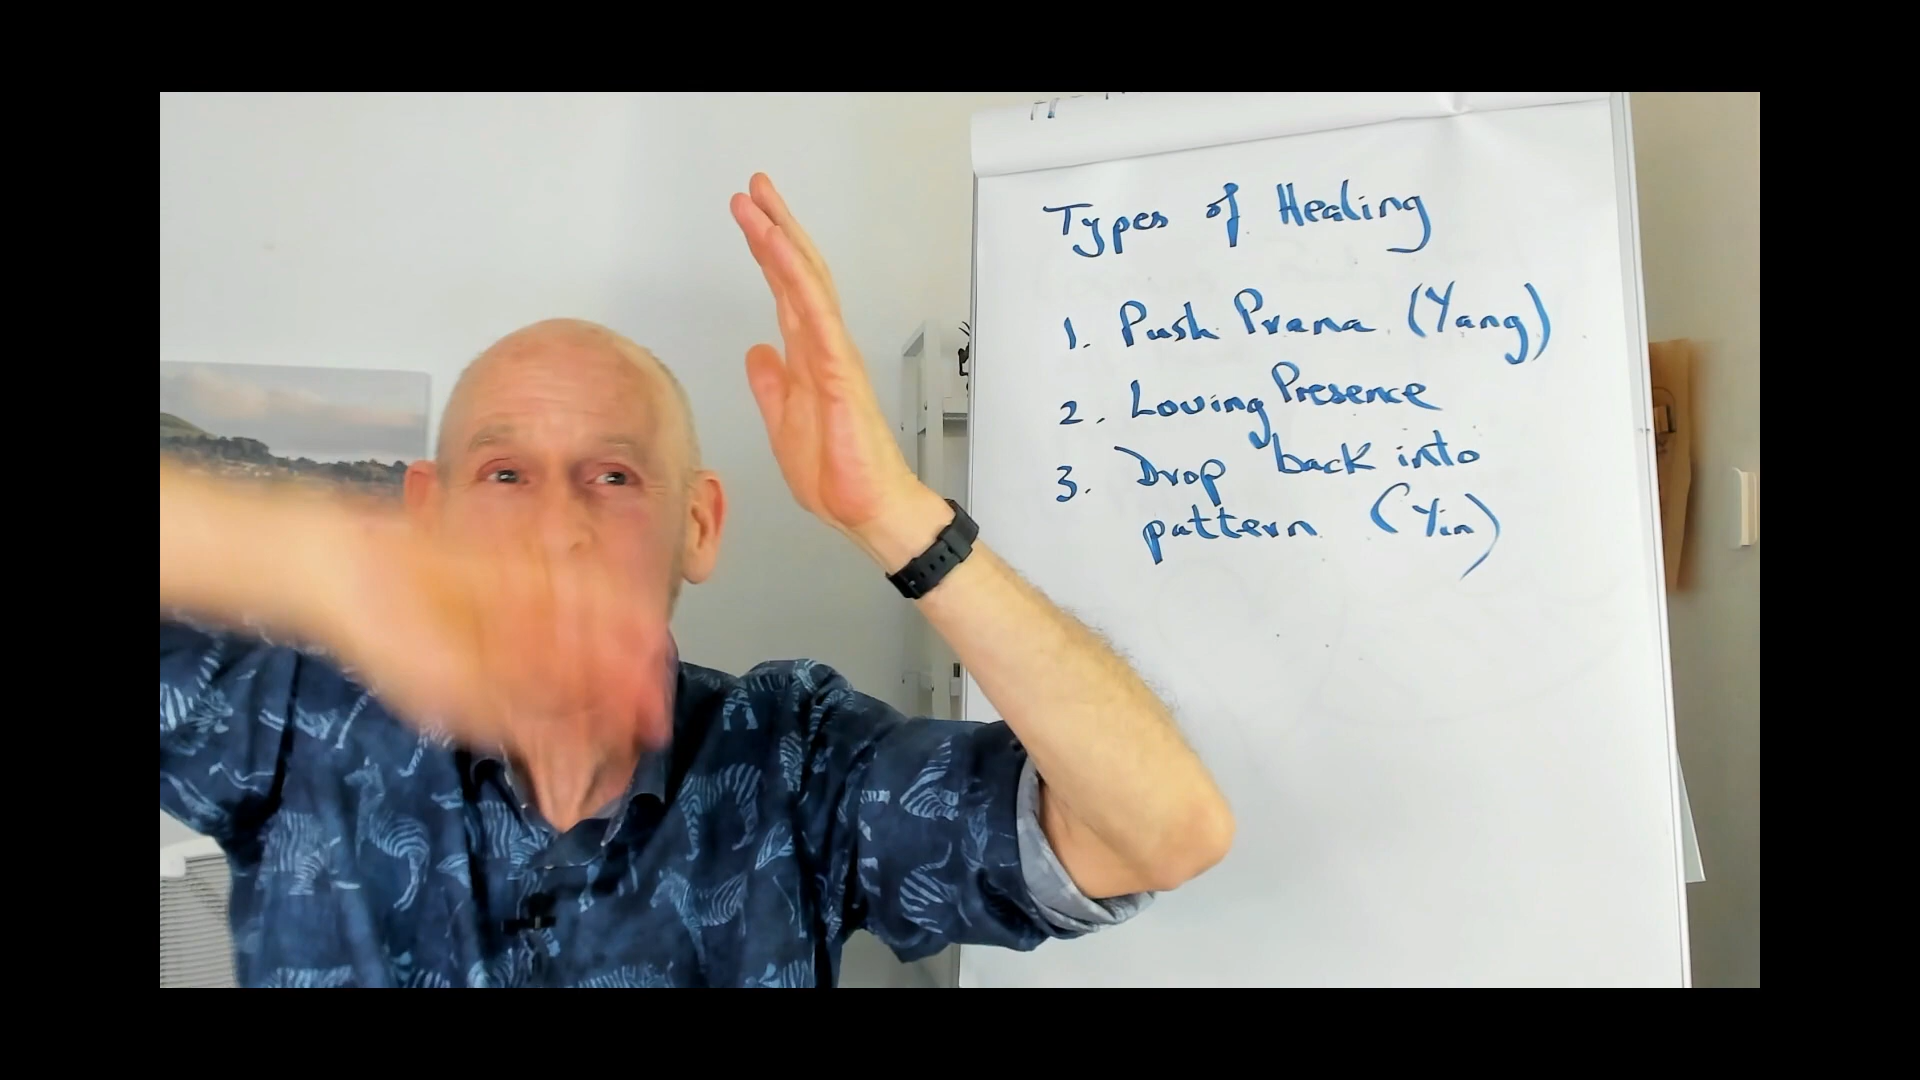 Types of Healing
1. Push Prana (Yang)
2. Loving Presence
3. Drop back into
pattern (Yin)